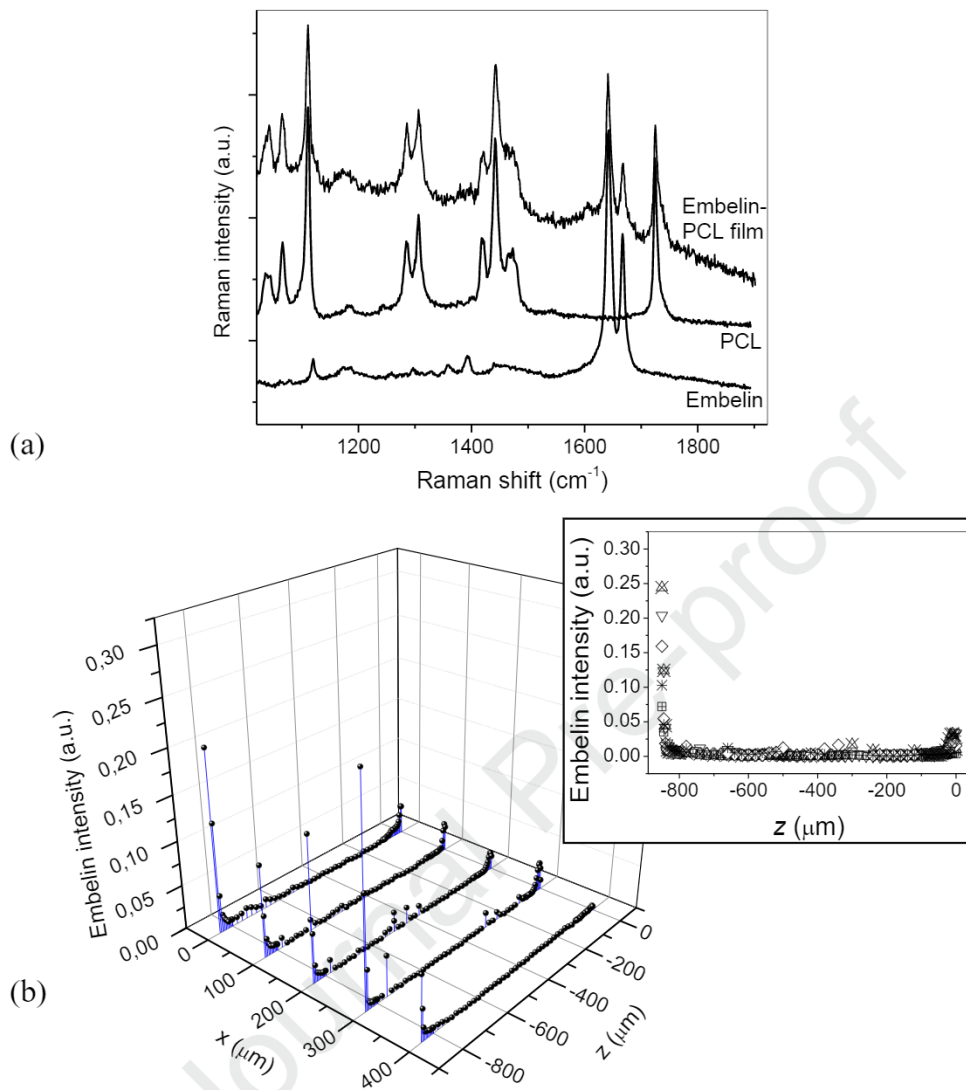 Raman intensity (a.u.)
Embelin-
PCL film
PCL
Embelin
1200 1400 1600 1800
Raman shift (cm⁻¹)
(a)
Embelin intensity (a.u.)
0,30
0,25
0,20
0,15
0,10
0,05
0,00
0
100
200
300
400
x (μm)
0
-200
-400
-600
-800
z (μm)
Embelin intensity (a.u.)
0.30
0.25
0.20
0.15
0.10
0.05
0.00
-800 -600 -400 -200 0
z (μm)
(b)
Journal Pre-proof